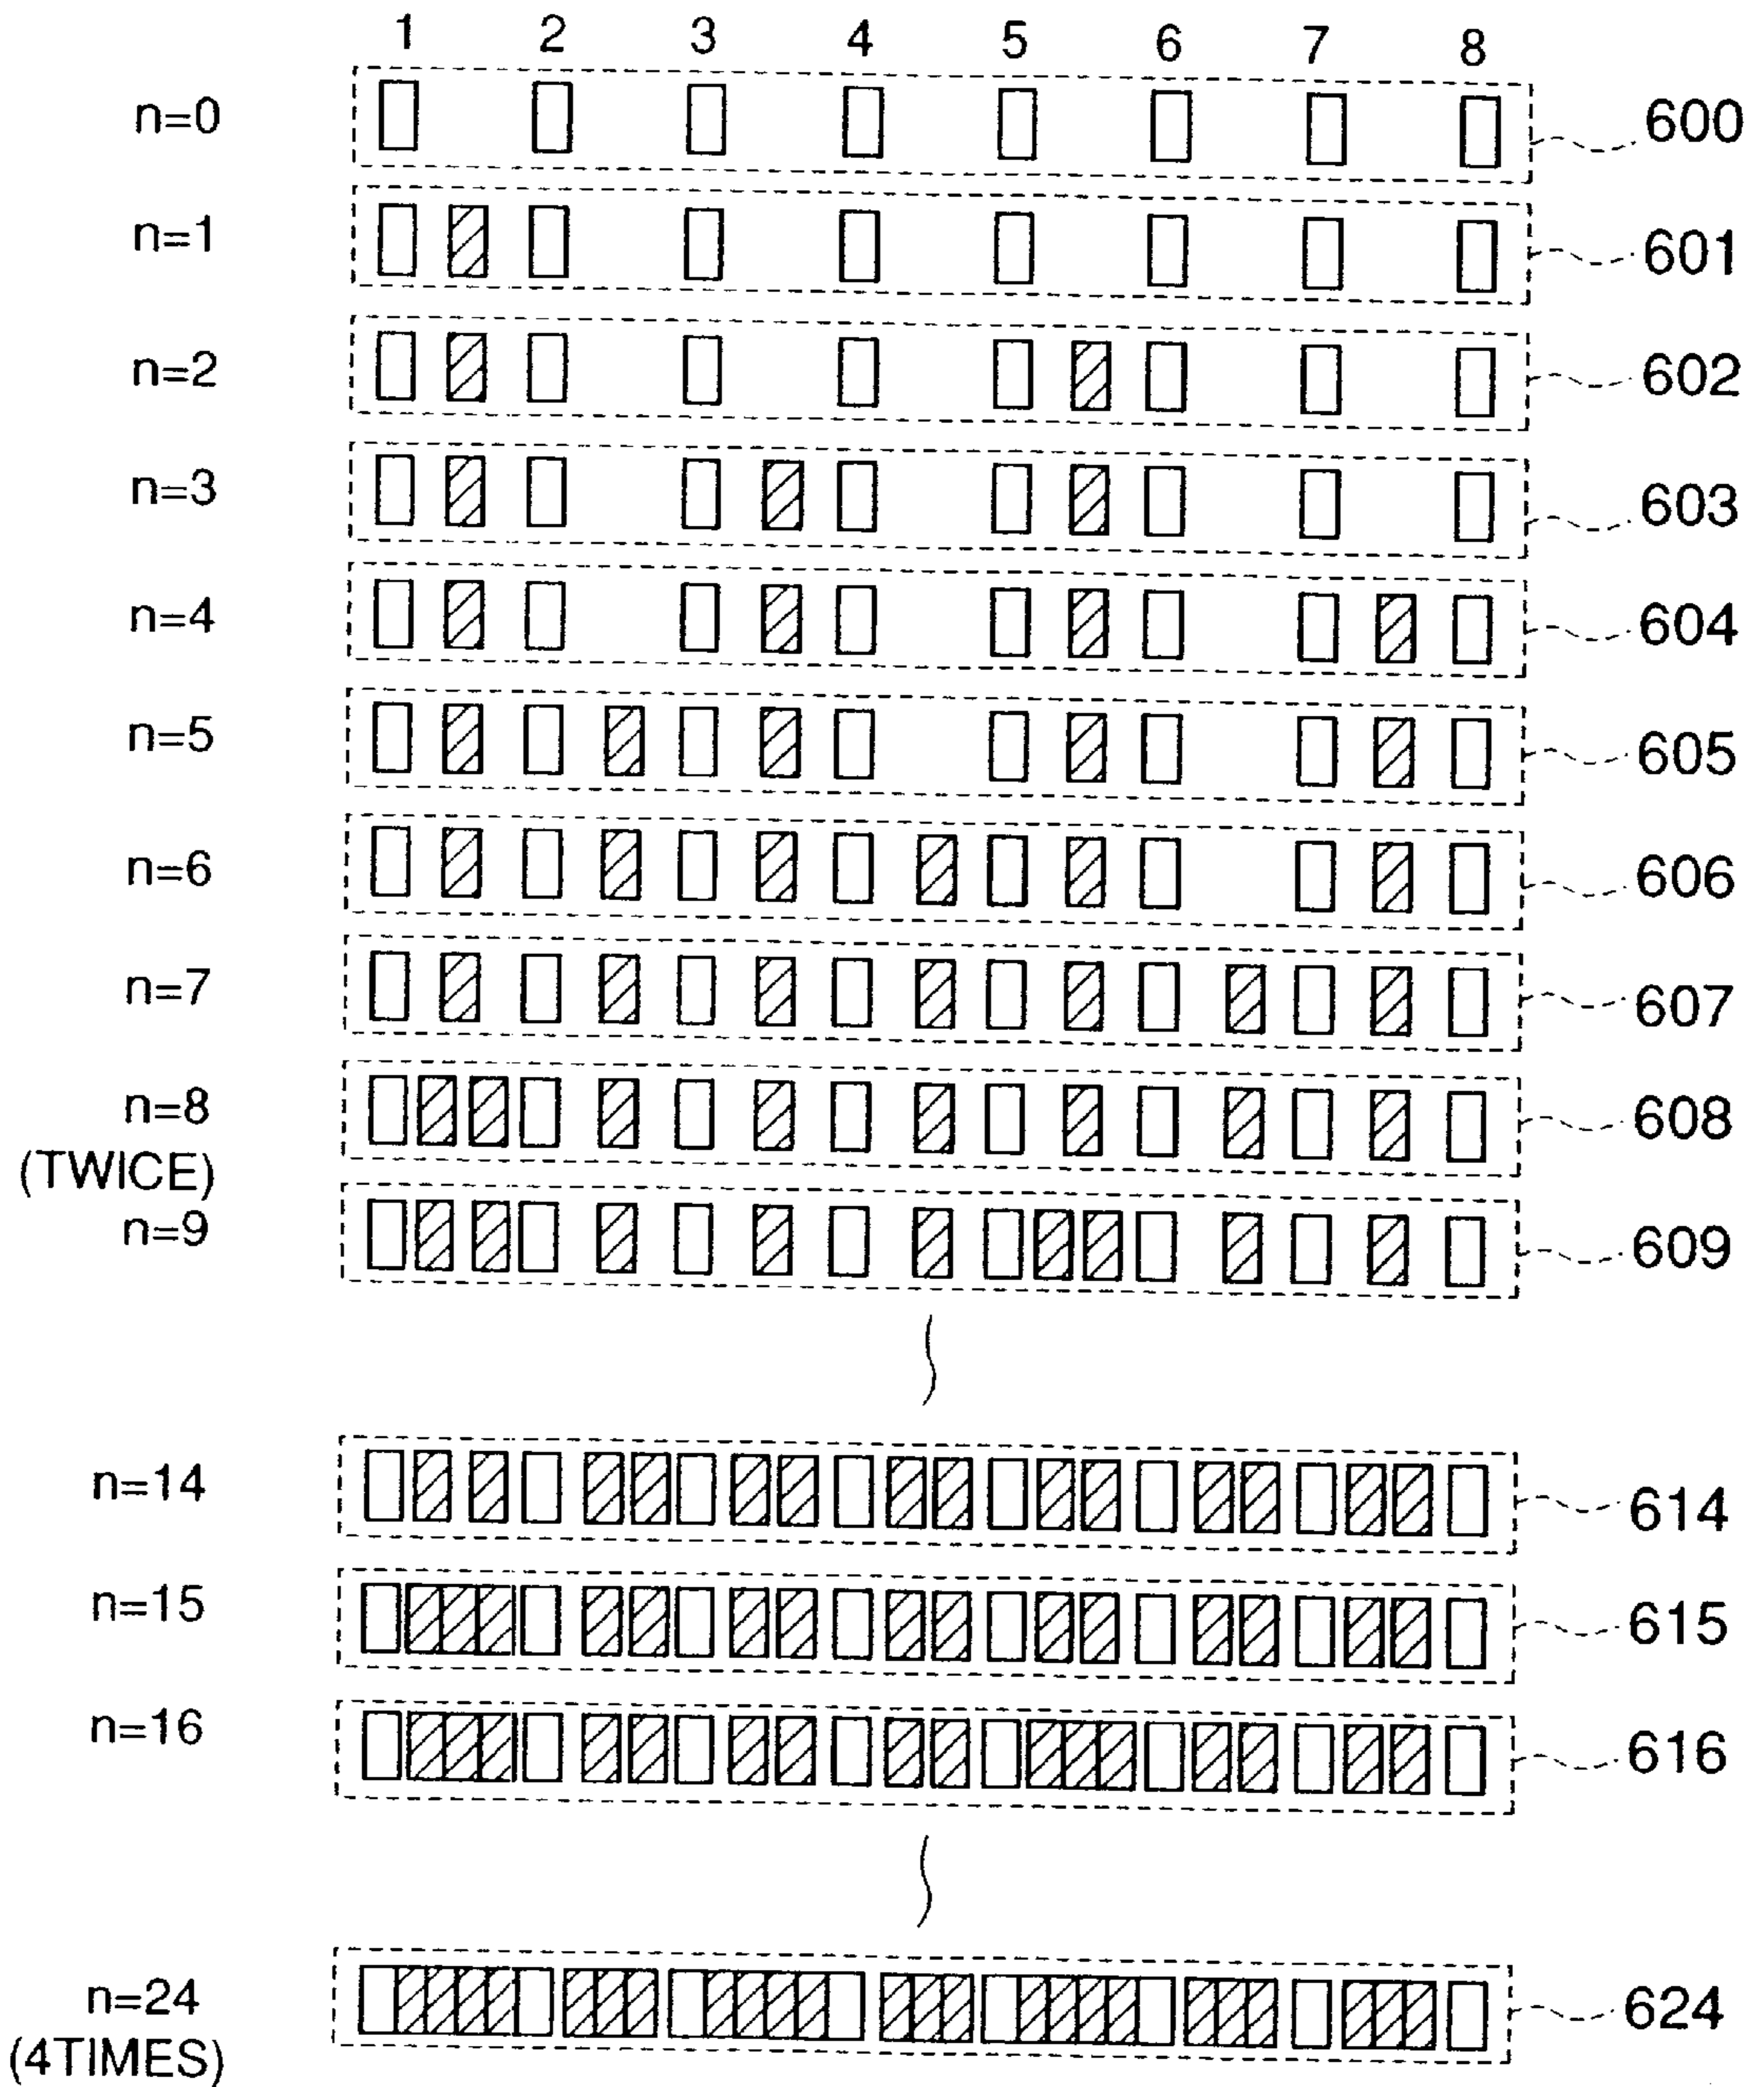 1 2 3 4 5 6 7 8
n=0 600
n=1 601
n=2 602
n=3 603
n=4 604
n=5 605
n=6 606
n=7 607
n=8 608
(TWICE)
n=9 609
n=14 614
n=15 615
n=16 616
n=24 624
(4TIMES)